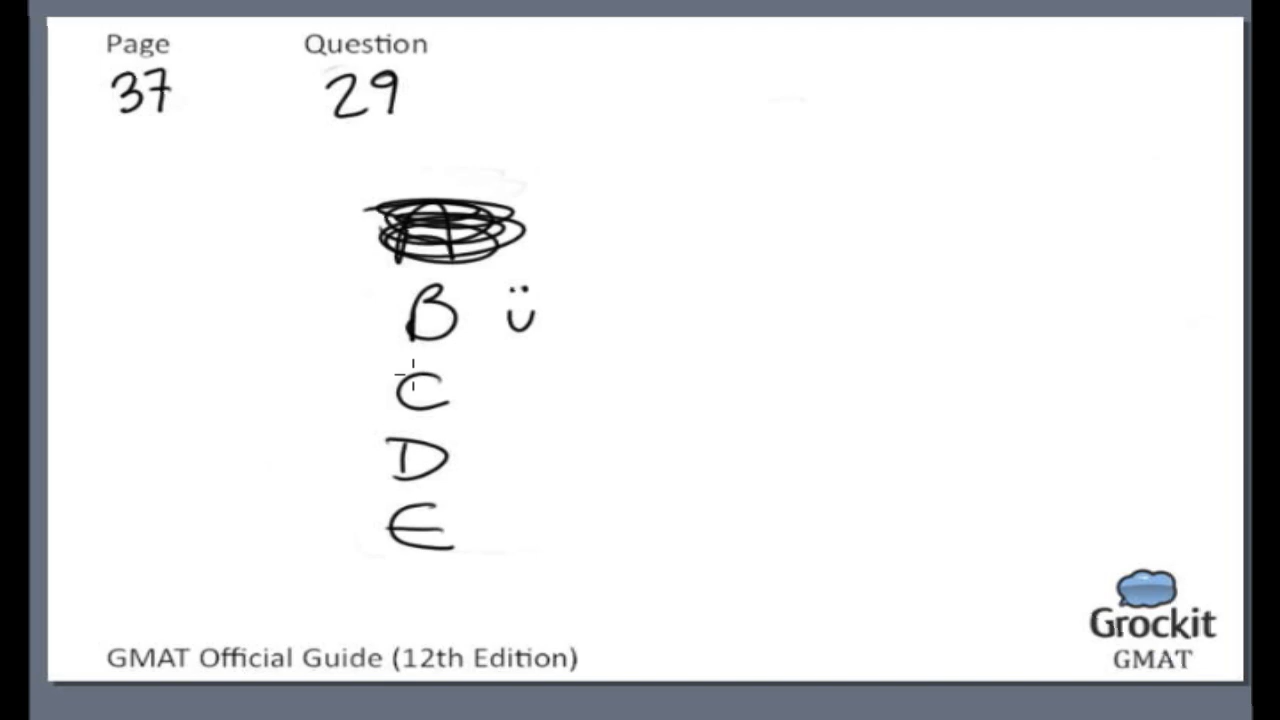 Page Question
37 29
B ü
C
D
E
Grockit
GMAT
GMAT Official Guide (12th Edition)